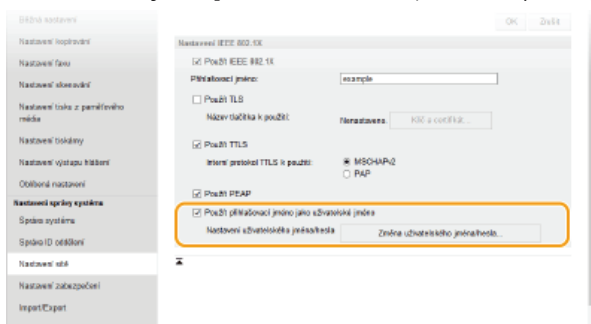 Běžná nastavení
OK Zrušit
Nastavení kopírování
Nastavení IEEE 802.1X
Nastavení faxu
Použít IEEE 802.1X
Nastavení skenování
Přihlašovací jméno: example
Použít TLS
Nastavení tisku z paměťového média
Název tlačítka k použití: Nenastaveno. Klíč a certifikát...
Nastavení tiskárny
Použít TTLS
Nastavení výstupu hlášení
Interní protokol TTLS k použití: MSCHAPv2
PAP
Oblíbená nastavení
Použít PEAP
Nastavení správy systému
Použít přihlašovací jméno jako uživatelské jméno
Správa systému
Nastavení uživatelského jména/hesla Změna uživatelského jména/hesla...
Správa ID oddělení
Nastavení sítě
Nastavení zabezpečení
Import/Export